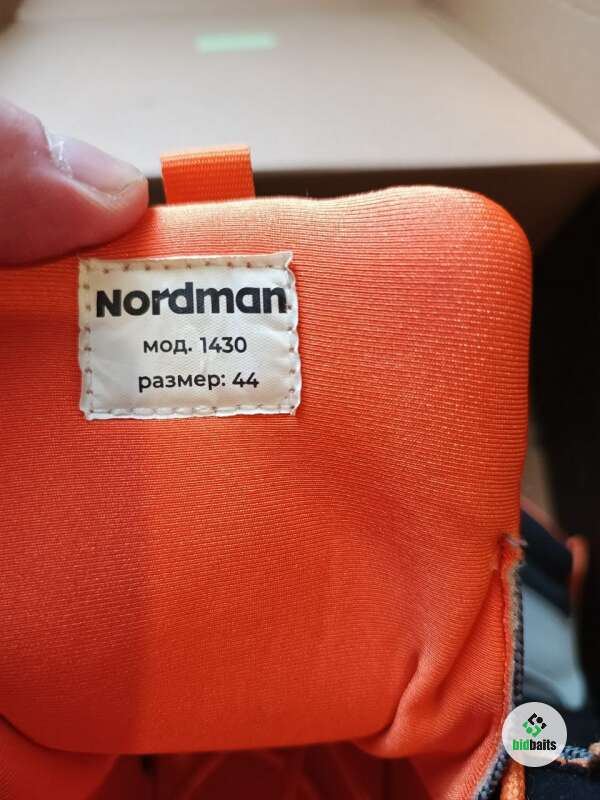 Nordman
мод. 1430
размер: 44
bidbaits